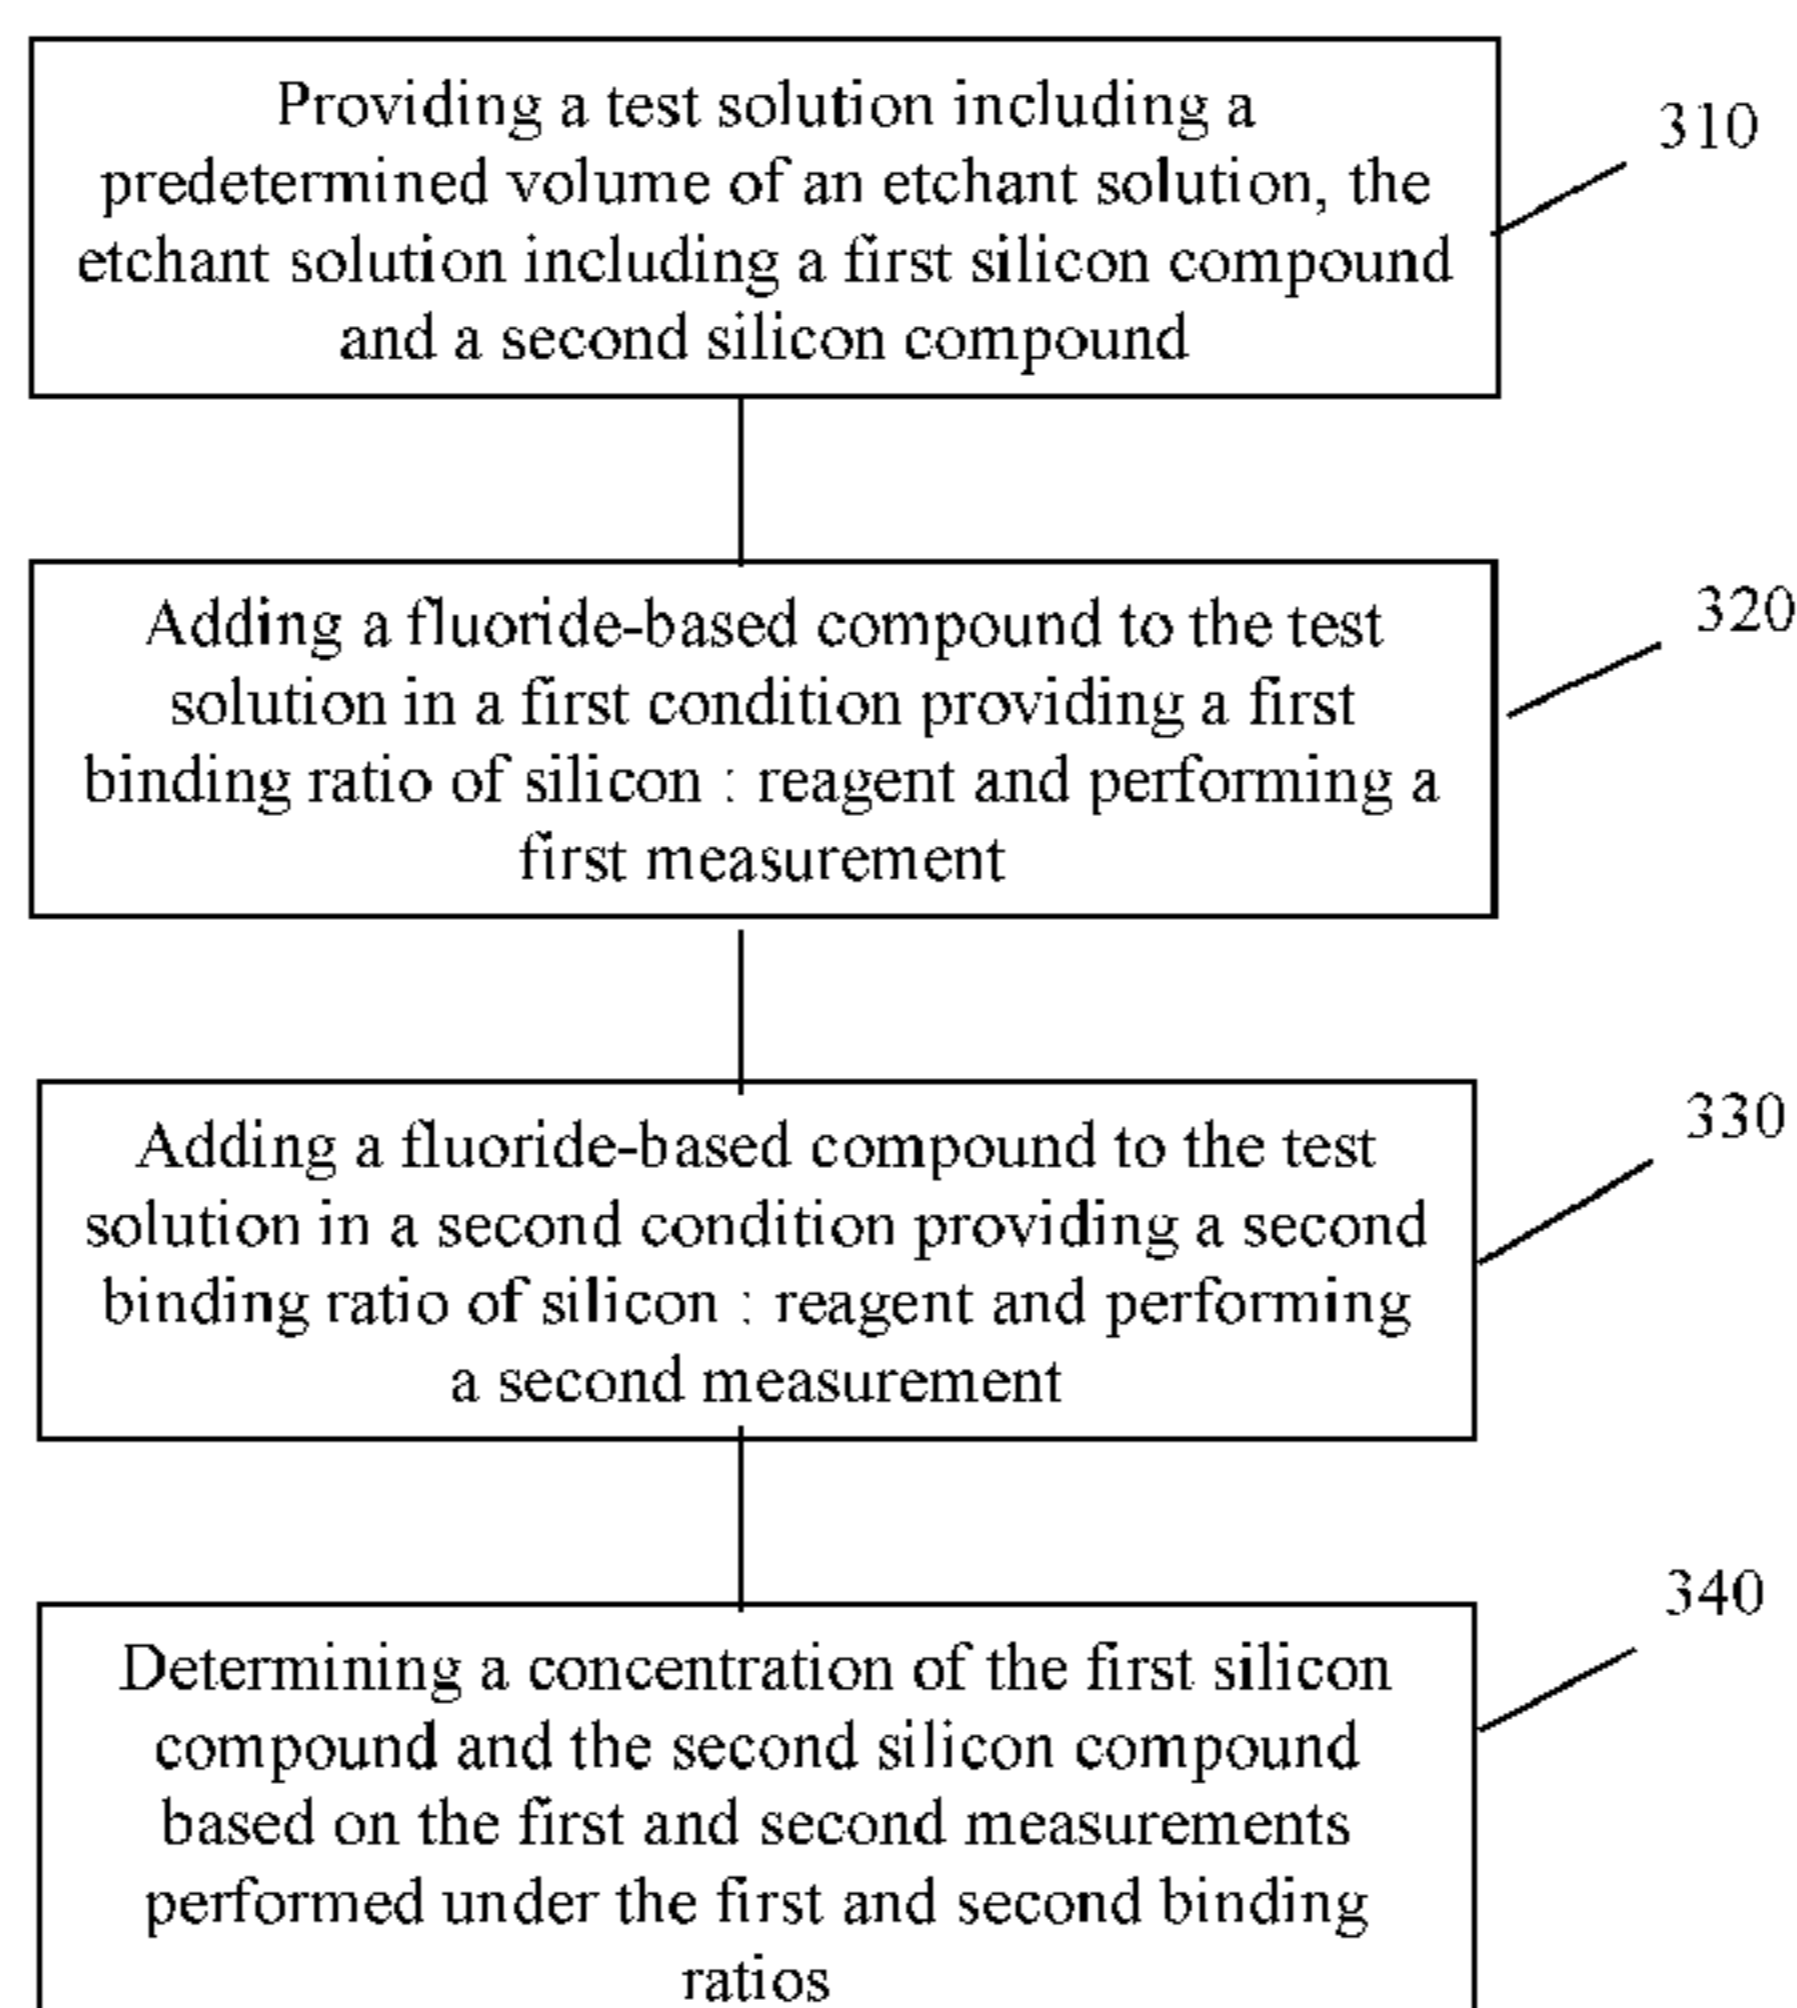 Providing a test solution including a
predetermined volume of an etchant solution, the
etchant solution including a first silicon compound
and a second silicon compound
310
Adding a fluoride-based compound to the test
solution in a first condition providing a first
binding ratio of silicon : reagent and performing a
first measurement
320
Adding a fluoride-based compound to the test
solution in a second condition providing a second
binding ratio of silicon : reagent and performing
a second measurement
330
Determining a concentration of the first silicon
compound and the second silicon compound
based on the first and second measurements
performed under the first and second binding
ratios
340